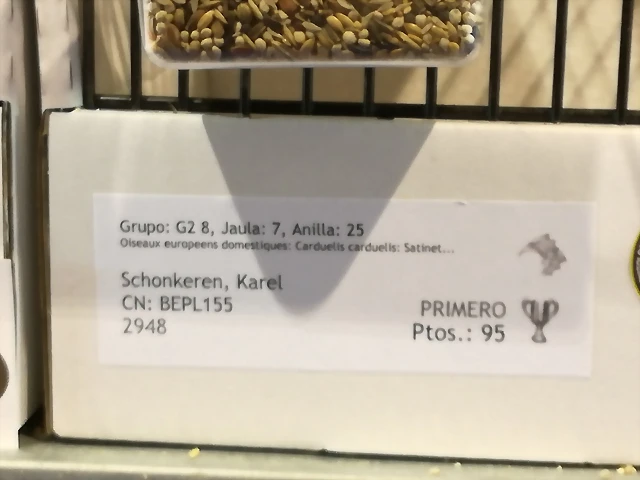 Grupo: G2 8, Jaula: 7, Anilla: 25
Oiseaux européens domestiques: Carduelis carduelis: Satinet...
Schonkeren, Karel
CN: BEPL155
2948
PRIMERO
Ptos.: 95